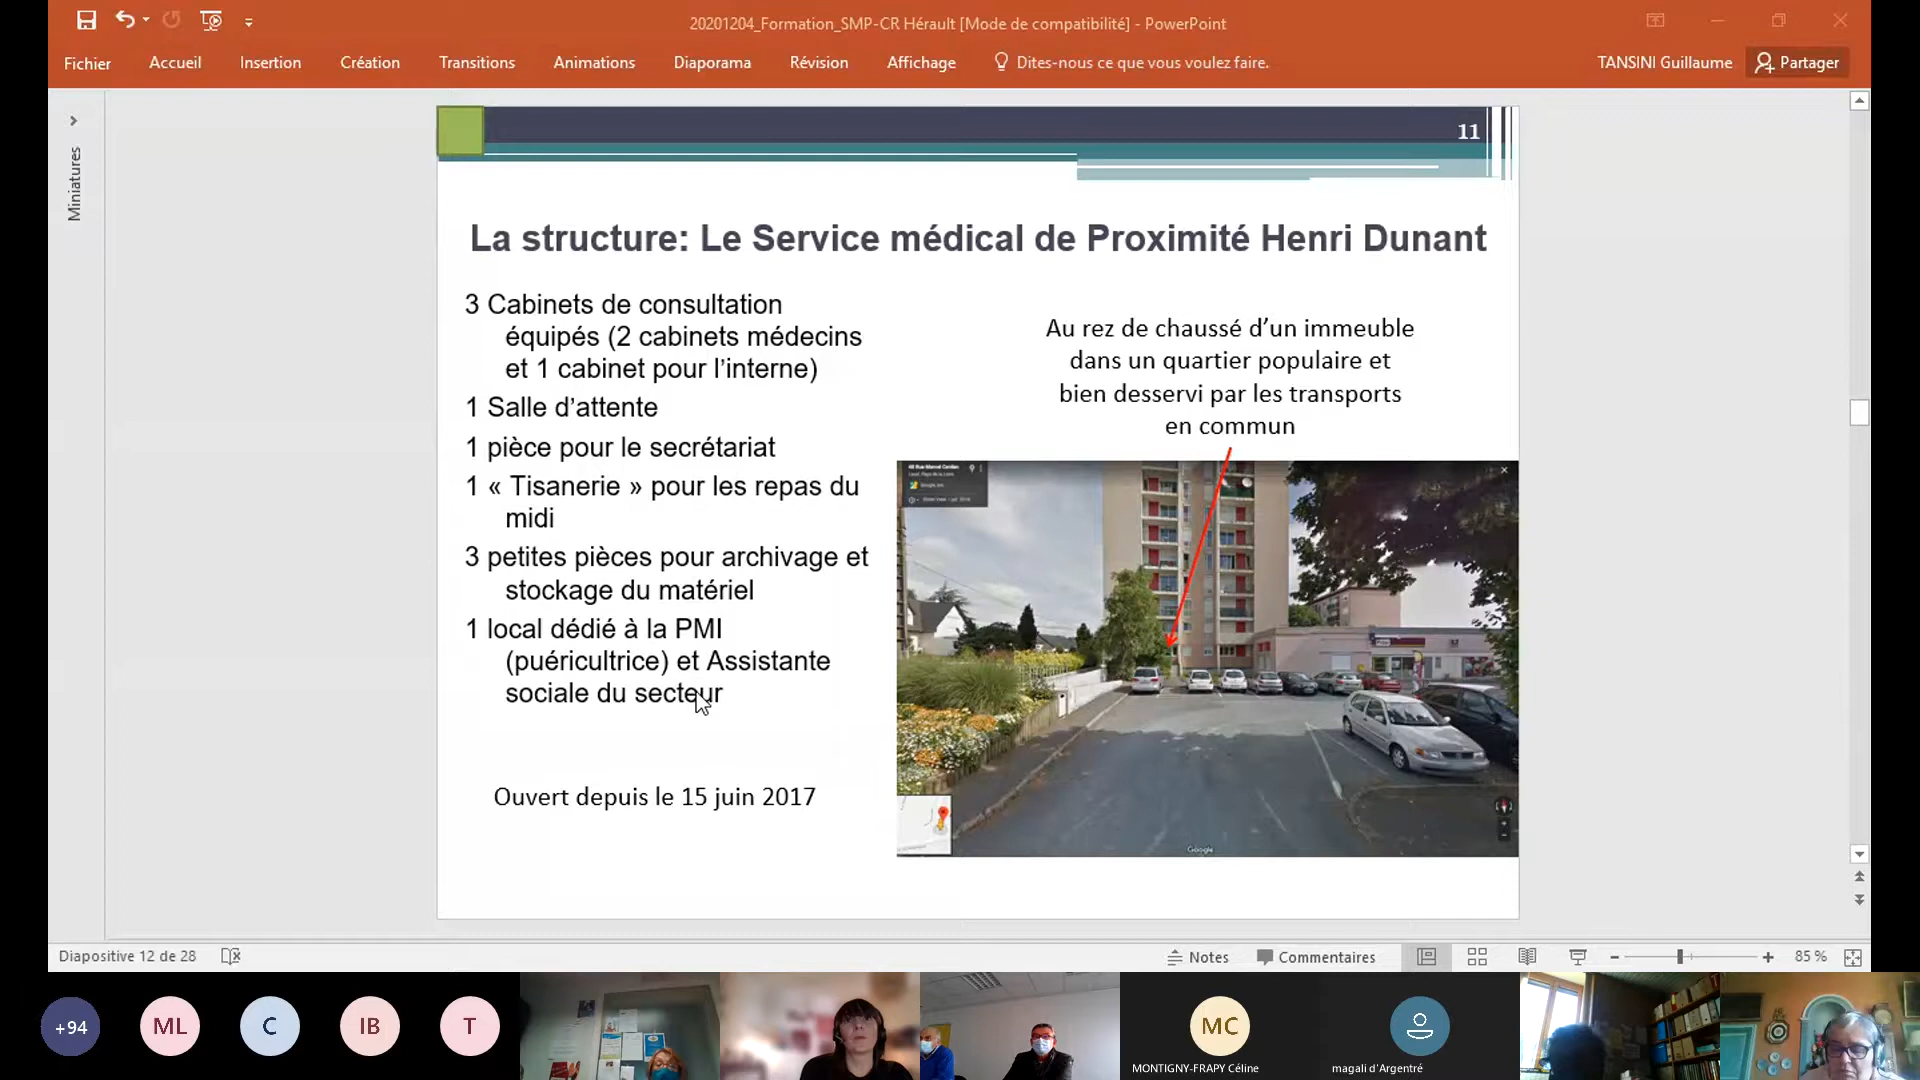 20201204_Formation_SMP-CR Hérault [Mode de compatibilité] - PowerPoint
Fichier Accueil Insertion Création Transitions Animations Diaporama Révision Affichage Dites-nous ce que vous voulez faire. TANSINI Guillaume Partager
Miniatures
11
La structure: Le Service médical de Proximité Henri Dunant
3 Cabinets de consultation
équipés (2 cabinets médecins
et 1 cabinet pour l'interne)
1 Salle d'attente
1 pièce pour le secrétariat
1 « Tisanerie » pour les repas du
midi
3 petites pièces pour archivage et
stockage du matériel
1 local dédié à la PMI
(puéricultrice) et Assistante
sociale du secteur
Ouvert depuis le 15 juin 2017
Au rez de chaussé d'un immeuble
dans un quartier populaire et
bien desservi par les transports
en commun
Google
Diapositive 12 de 28 Notes Commentaires 85 %
+94 ML C IB T MC
MONTIGNY-FRAPY Céline magali d'Argentré